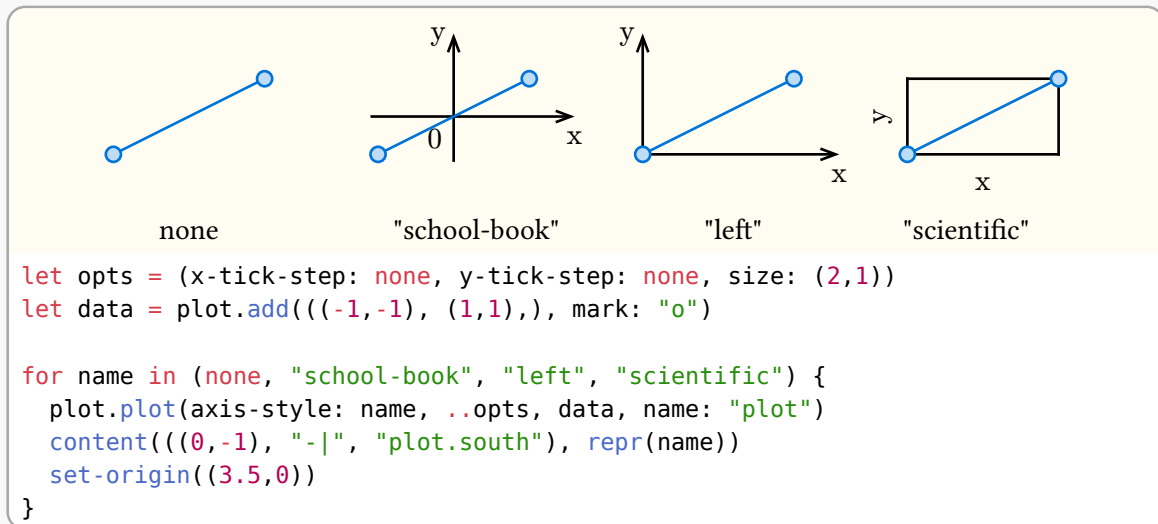 y
y
y
0
x
x
x
none
"school-book"
"left"
"scientific"
let opts = (x-tick-step: none, y-tick-step: none, size: (2,1))
let data = plot.add(((-1,-1), (1,1),), mark: "o")
for name in (none, "school-book", "left", "scientific") {
  plot.plot(axis-style: name, ..opts, data, name: "plot")
  content(((0,-1), "-|", "plot.south"), repr(name))
  set-origin((3.5,0))
}